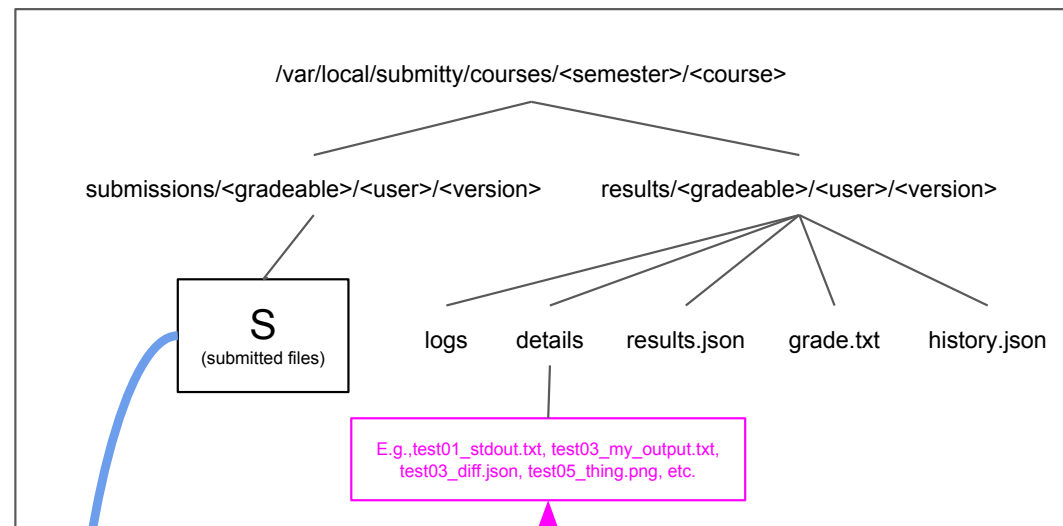 /var/local/submitty/courses/<semester>/<course>
submissions/<gradeable>/<user>/<version>
results/<gradeable>/<user>/<version>
S
(submitted files)
logs
details
results.json
grade.txt
history.json
E.g.,test01_stdout.txt, test03_my_output.txt,
test03_diff.json, test05_thing.png, etc.